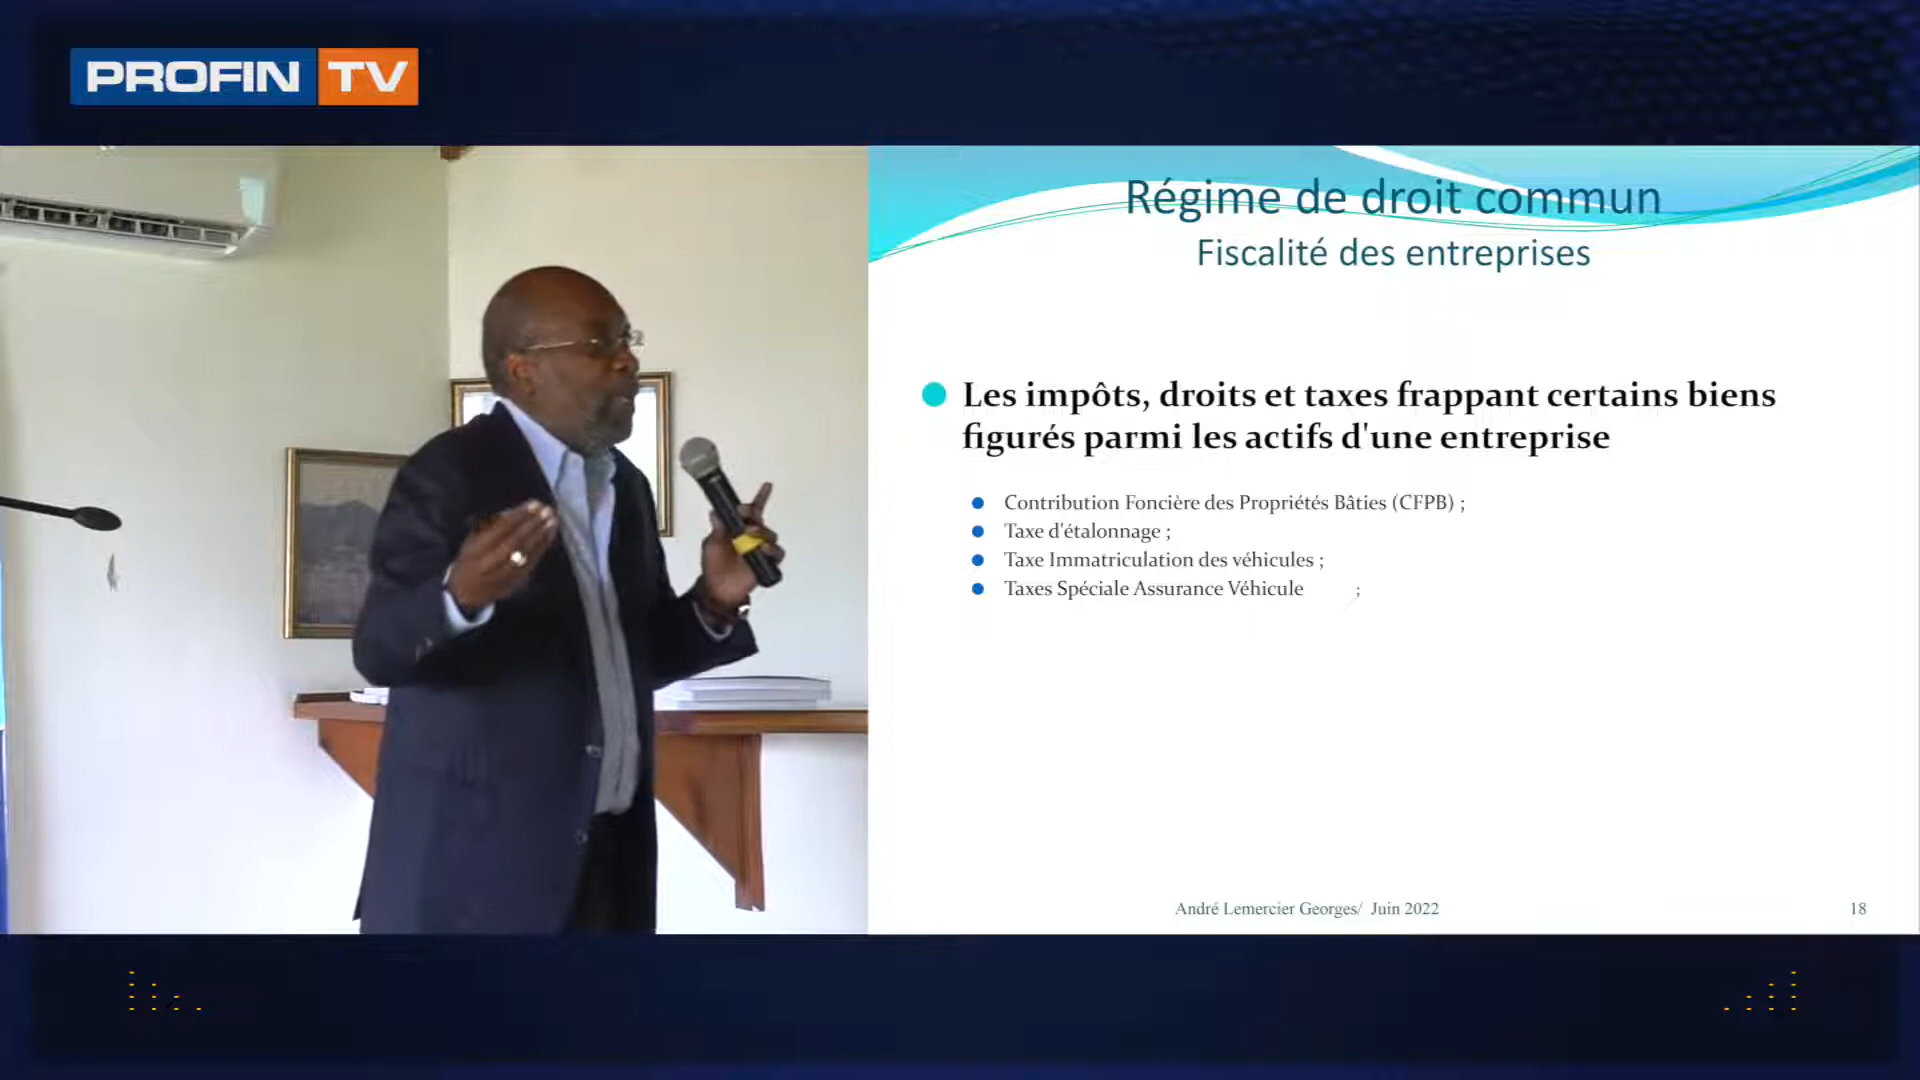 PROFIN TV
Régime de droit commun
Fiscalité des entreprises
Les impôts, droits et taxes frappant certains biens
figurés parmi les actifs d'une entreprise
Contribution Foncière des Propriétés Bâties (CFPB) ;
Taxe d'étalonnage ;
Taxe Immatriculation des véhicules ;
Taxes Spéciale Assurance Véhicule ;
André Lemercier Georges/ Juin 2022
18